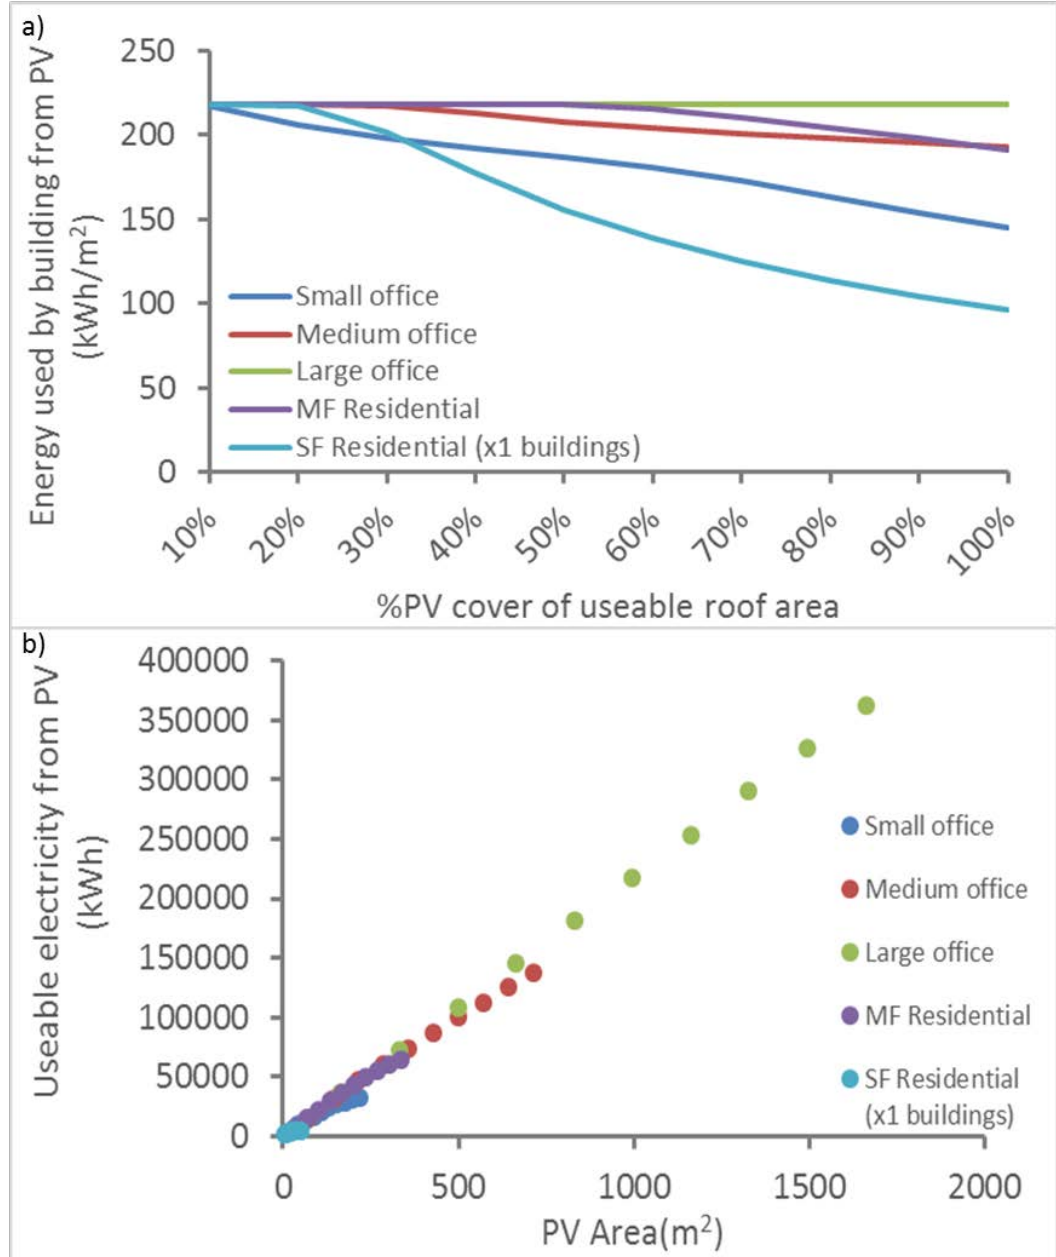 a)
Energy used by building from PV
(kWh/m²)
250
200
150
100
50
0
Small office
Medium office
Large office
MF Residential
SF Residential (x1 buildings)
10%
20%
30%
40%
50%
60%
70%
80%
90%
100%
%PV cover of useable roof area
b)
Useable electricity from PV
(kWh)
400000
350000
300000
250000
200000
150000
100000
50000
0
Small office
Medium office
Large office
MF Residential
SF Residential
(x1 buildings)
0
500
1000
1500
2000
PV Area(m²)